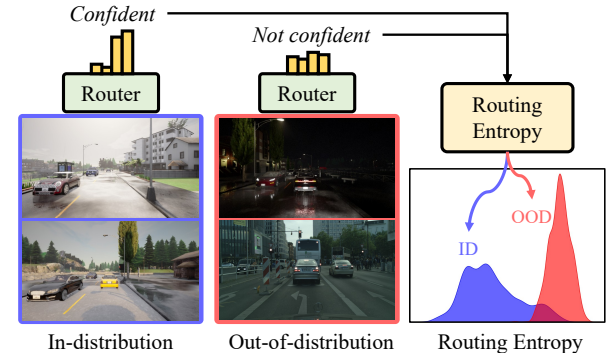 Confident
Not confident
Router
Router
Routing
Entropy
OOD
ID
In-distribution
Out-of-distribution
Routing Entropy